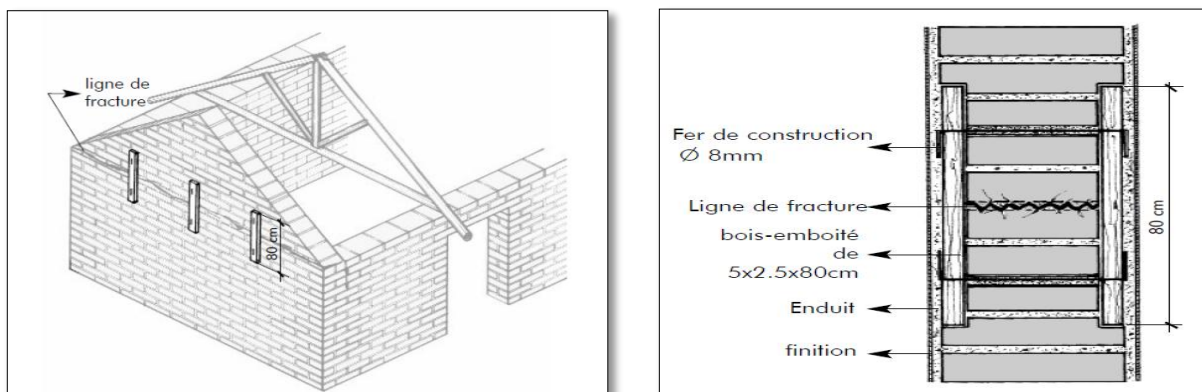 ligne de
fracture
80 cm
Fer de construction
Ø 8mm
Ligne de fracture
bois-emboité
de
5x2.5x80cm
Enduit
finition
80 cm